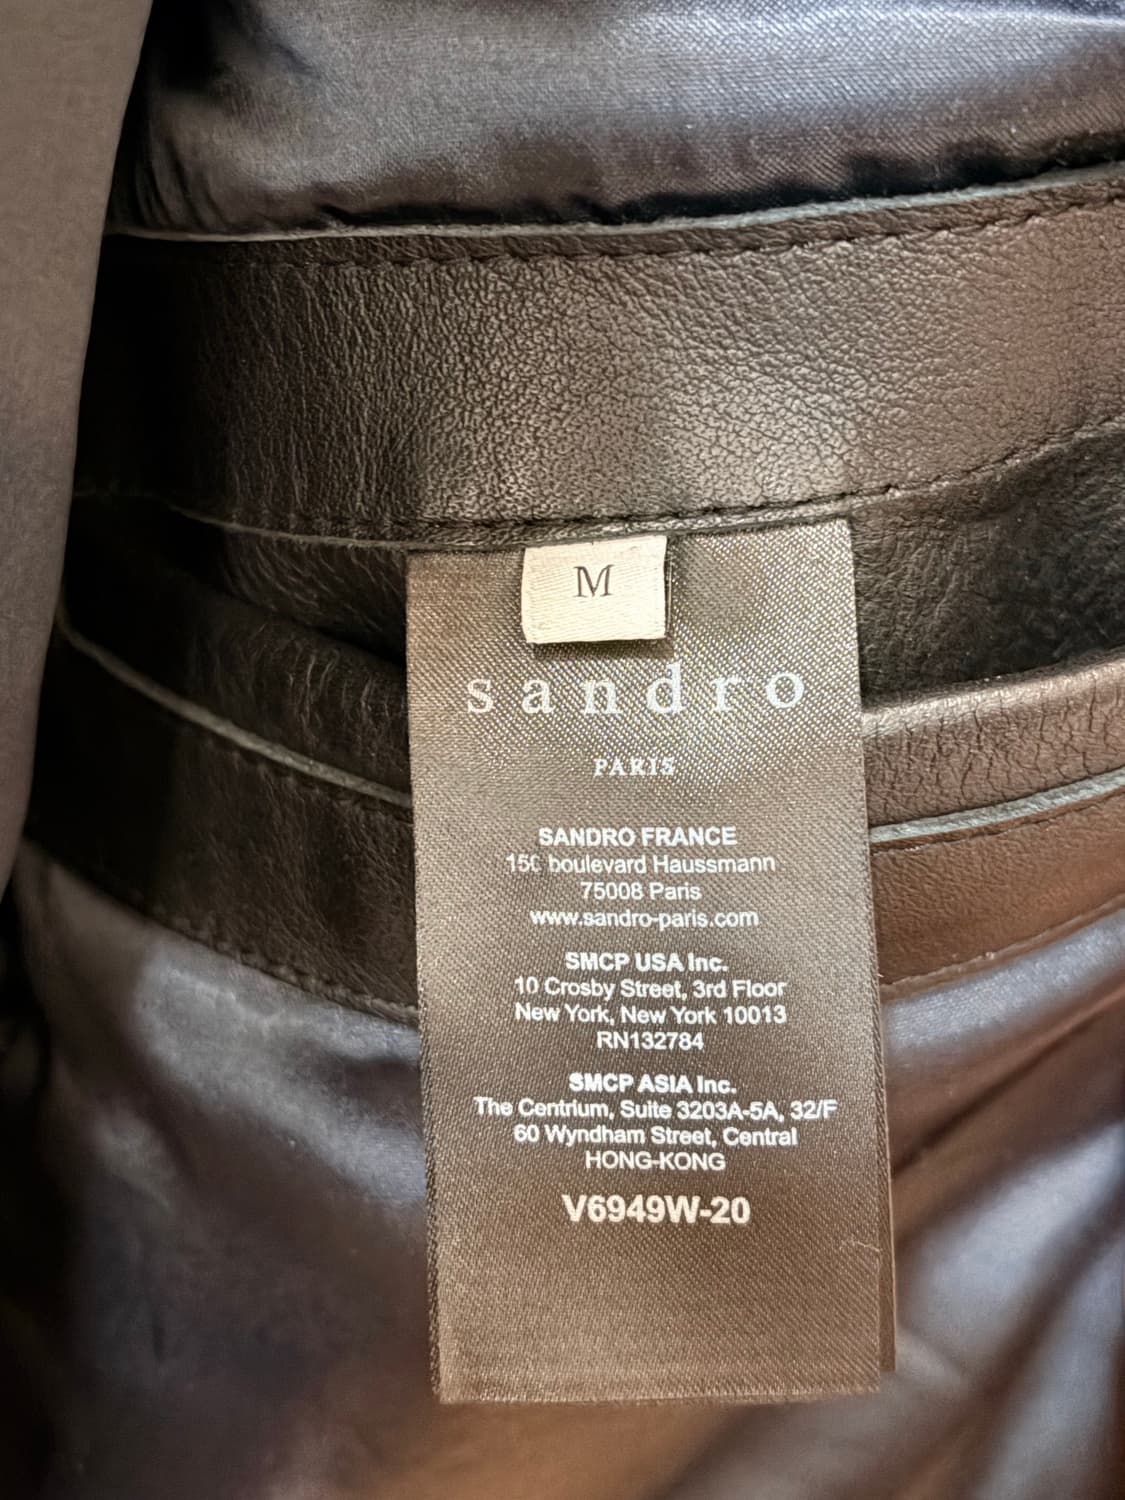 M
sandro
PARIS
SANDRO FRANCE
150 boulevard Haussmann
75008 Paris
www.sandro-paris.com
SMCP USA Inc.
10 Crosby Street, 3rd Floor
New York, New York 10013
RN132784
SMCP ASIA Inc.
The Centrium, Suite 3203A-5A, 32/F
60 Wyndham Street, Central
HONG-KONG
V6949W-20